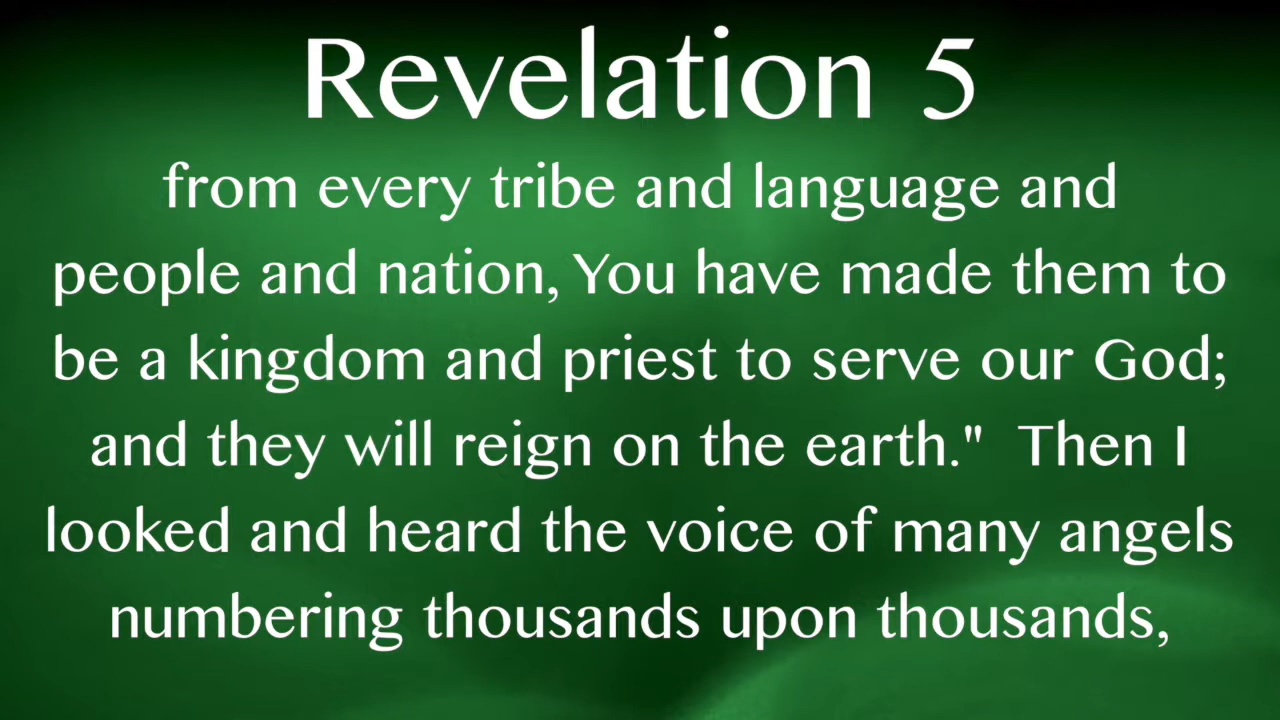 Revelation 5
from every tribe and language and
people and nation, You have made them to
be a kingdom and priest to serve our God;
and they will reign on the earth."  Then I
looked and heard the voice of many angels
numbering thousands upon thousands,